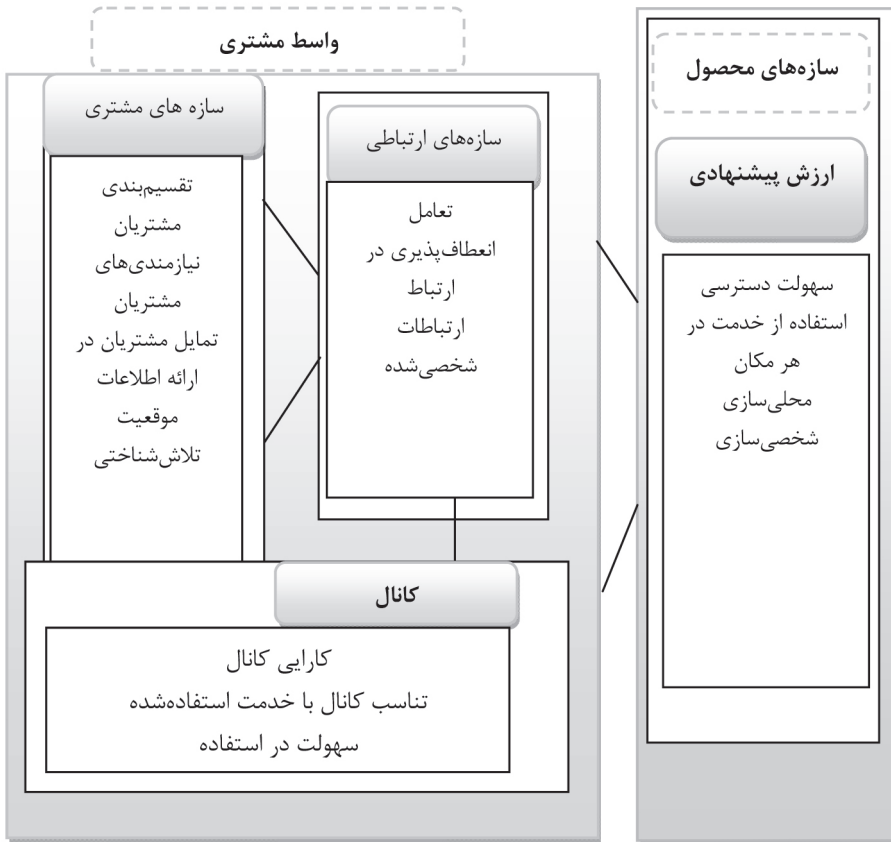 سازه‌های محصول
ارزش پیشنهادی
سهولت دسترسی
استفاده از خدمت در
هر مکان
محلی‌سازی
شخصی‌سازی
واسط مشتری
سازه‌های ارتباطی
تعامل
انعطاف‌پذیری در
ارتباط
ارتباطات
شخصی‌شده
سازه های مشتری
تقسیم‌بندی
مشتریان
نیازمندی‌های
مشتریان
تمایل مشتریان در
ارائه اطلاعات
موقعیت
تلاش‌شناختی
کانال
کارایی کانال
تناسب کانال با خدمت استفاده‌شده
سهولت در استفاده